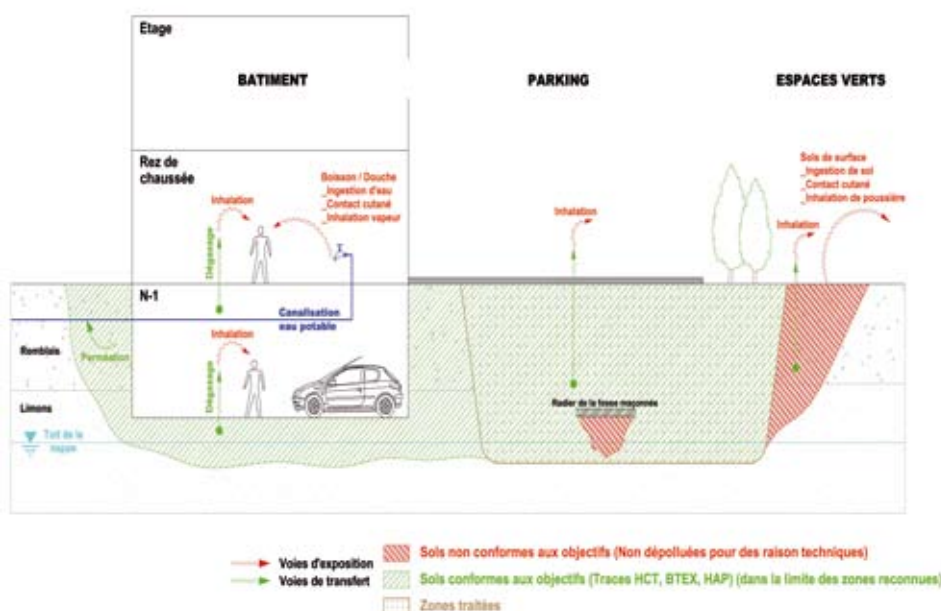 Etage
BATIMENT
PARKING
ESPACES VERTS
Rez de
chaussée
Boisson / Douche
_Ingestion d'eau
_Contact cutané
_Inhalation vapeur
Inhalation
Dégazage
Inhalation
Sols de surface
_Ingestion de sol
_Contact cutané
_Inhalation de poussière
Inhalation
N-1
Canalisation
eau potable
Remblais
Perméation
Inhalation
Dégazage
Limons
Toit de la
nappe
Radier de la fosse maçonnée
Voies d'exposition
Voies de transfert
Sols non conformes aux objectifs (Non dépolluées pour des raison techniques)
Sols conformes aux objectifs (Traces HCT, BTEX, HAP) (dans la limite des zones reconnues)
Zones traitées